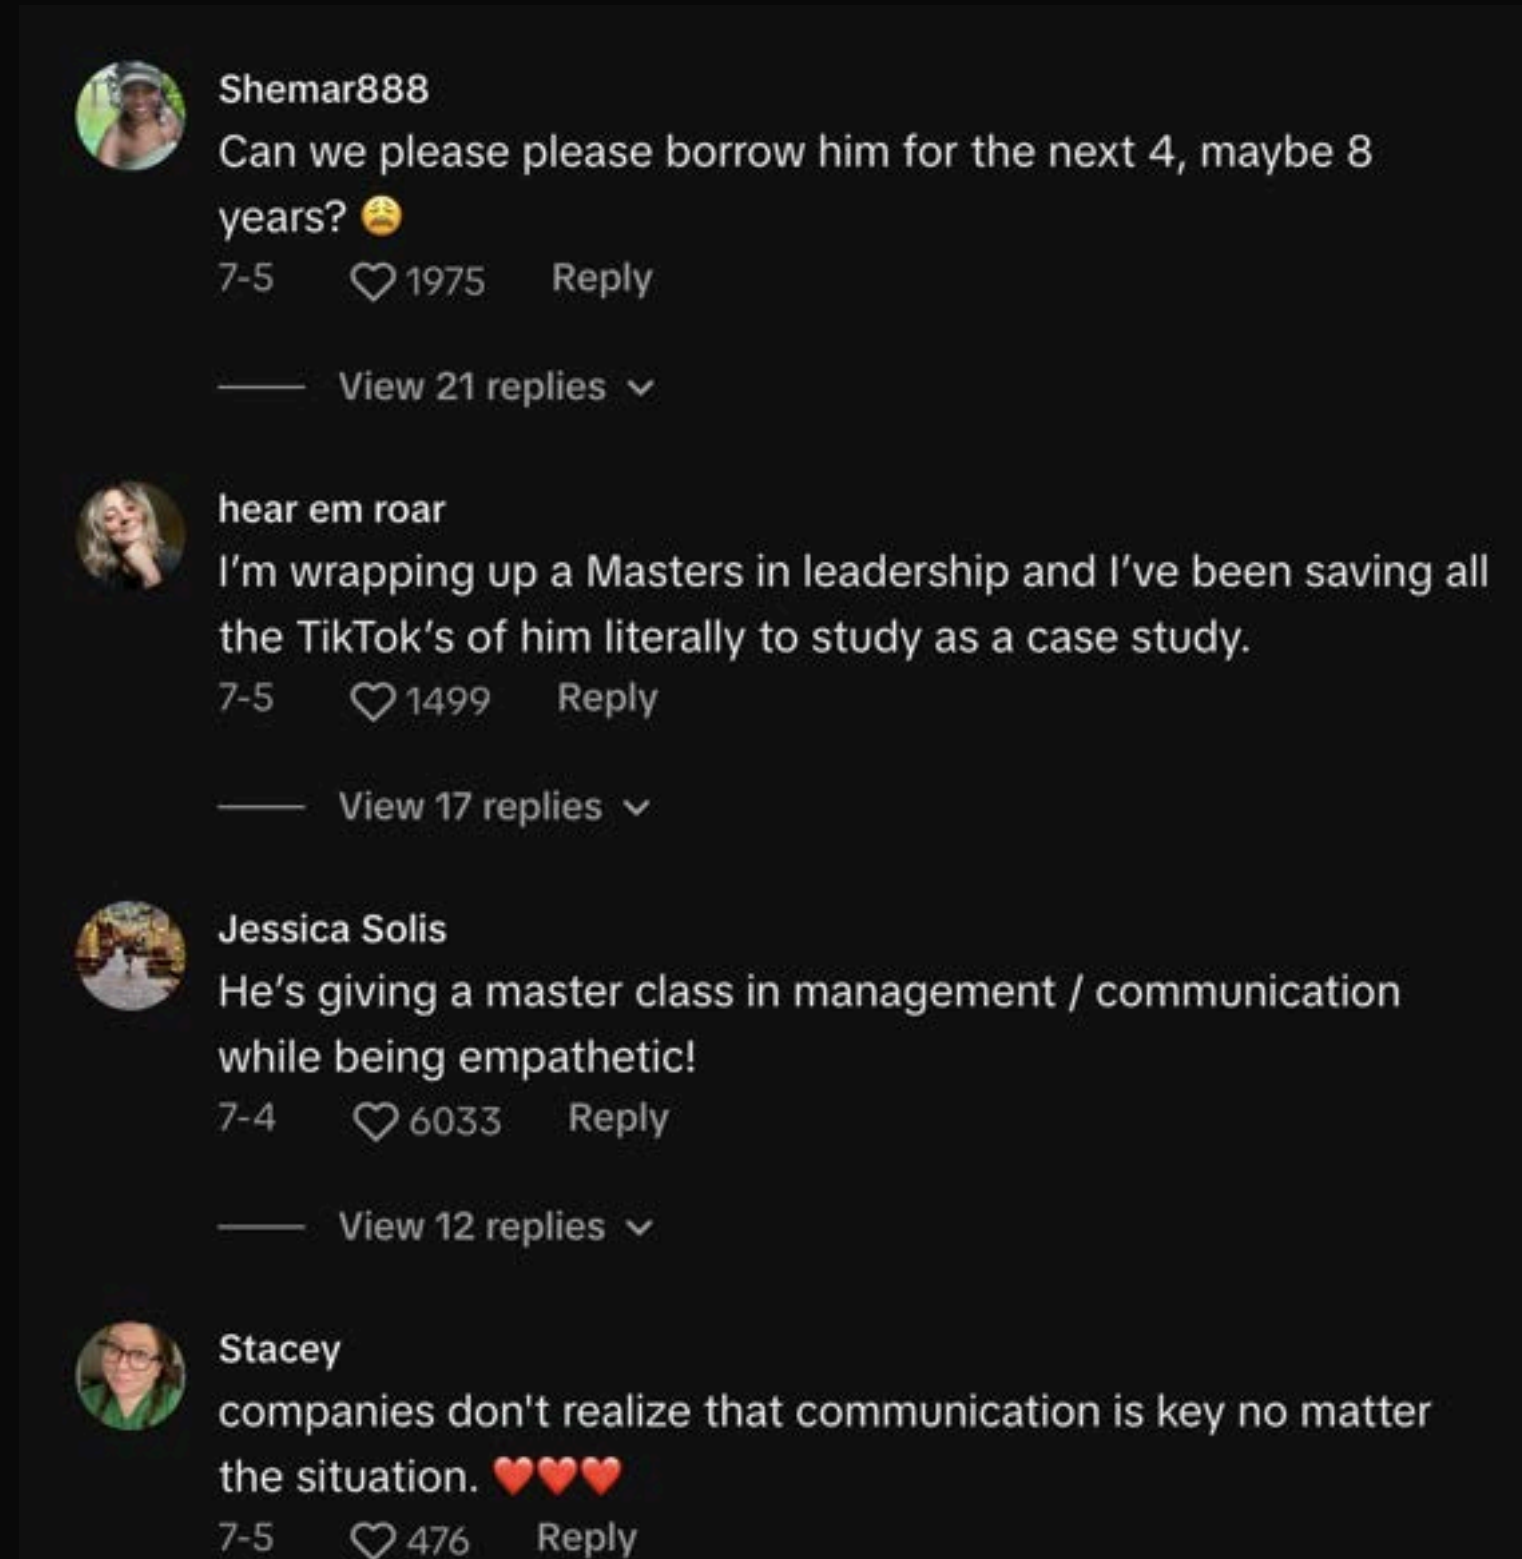 Shemar888
Can we please please borrow him for the next 4, maybe 8
years? 😩
7-5 1975 Reply
View 21 replies
hear em roar
I’m wrapping up a Masters in leadership and I’ve been saving all
the TikTok’s of him literally to study as a case study.
7-5 1499 Reply
View 17 replies
Jessica Solis
He’s giving a master class in management / communication
while being empathetic!
7-4 6033 Reply
View 12 replies
Stacey
companies don't realize that communication is key no matter
the situation. ❤️❤️❤️
7-5 476 Reply